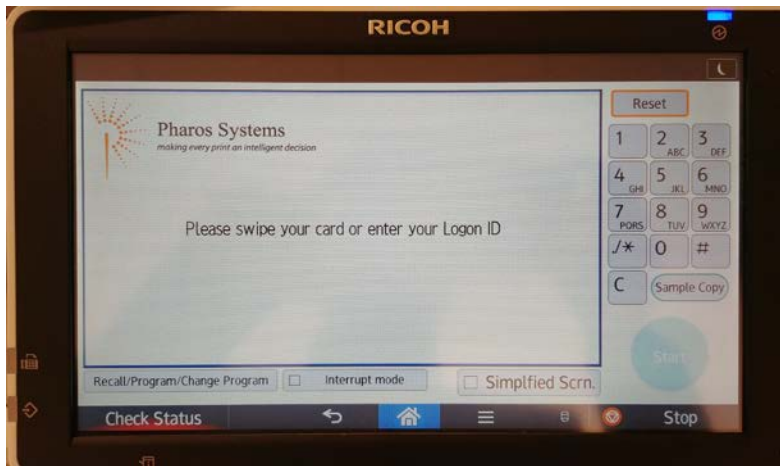 RICOH
Pharos Systems
making every print an intelligent decision
Please swipe your card or enter your Logon ID
Reset
1 2 ABC 3 DEF
4 GHI 5 JKL 6 MNO
7 PQRS 8 TUV 9 WXYZ
./* 0 #
C Sample Copy
Start
Recall/Program/Change Program Interrupt mode Simplfied Scrn.
Check Status Stop